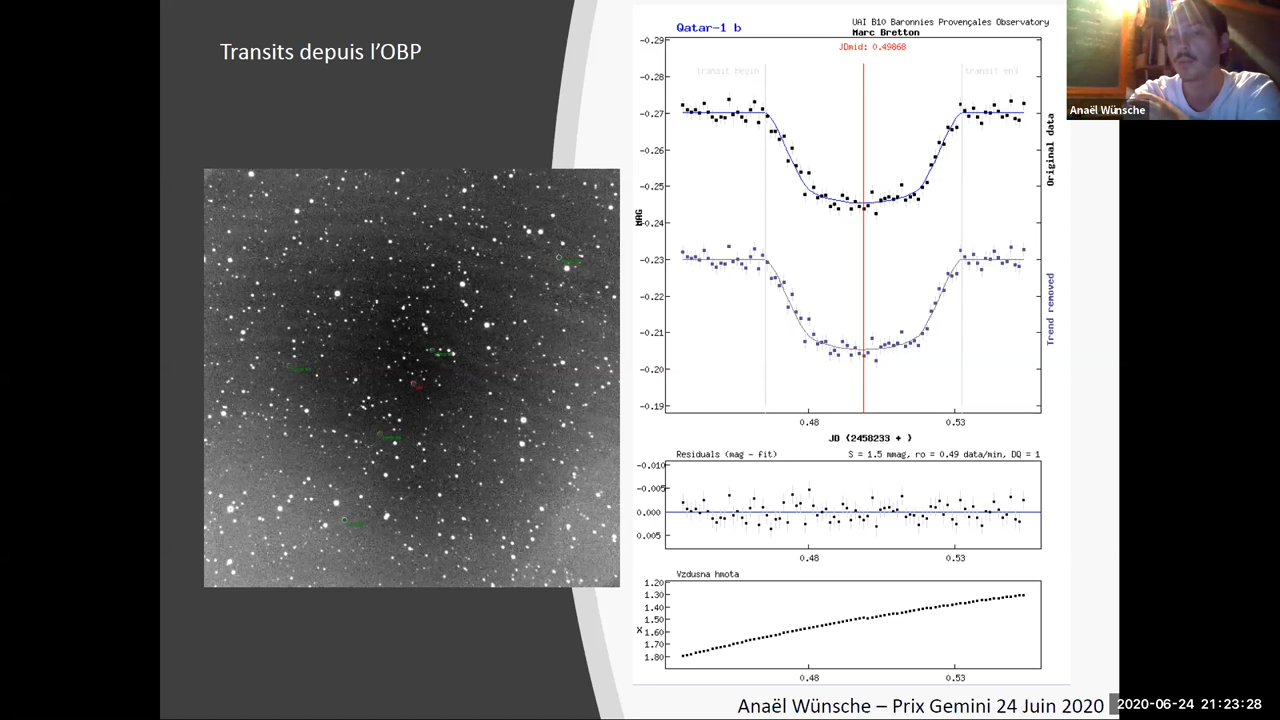 Transits depuis l'OBP
Qatar-1 b
UAI B10 Baronnies Provençales Observatory
Marc Bretton
JDmid: 0.49868
transit begin
transit end
-0.29
-0.28
-0.27
-0.26
-0.25
-0.24
-0.23
-0.22
-0.21
-0.20
-0.19
MAG
Original data
Trend removed
0.48
0.53
JD (2458233 + )
Residuals (mag - fit)
S = 1.5 mmag, ro = 0.49 data/min, DQ = 1
-0.010
-0.005
0.000
0.005
0.48
0.53
Vzdusna hmota
1.20
1.30
1.40
1.50
1.60
1.70
1.80
X
0.48
0.53
Anaël Wünsche
Anaël Wünsche – Prix Gemini 24 Juin 2020
2020-06-24 21:23:28